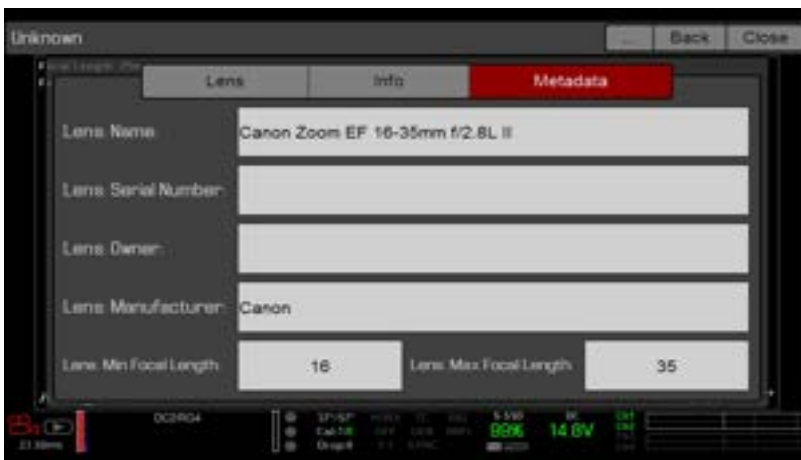 Unknown
... Back Close
Lens Info Metadata
Lens: Name: Canon Zoom EF 16-35mm f/2.8L II
Lens: Serial Number:
Lens: Owner:
Lens: Manufacturer: Canon
Lens: Min Focal Length: 16 Lens: Max Focal Length: 35
99% 14.8V